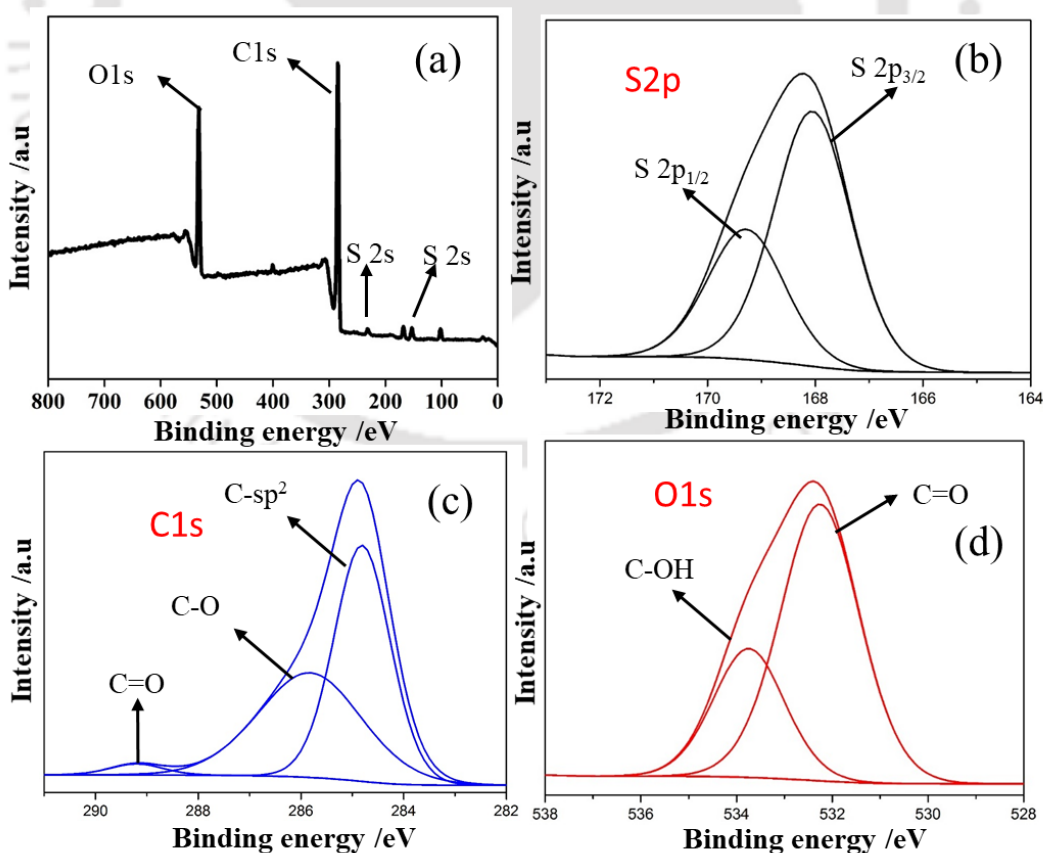 (a)
C1s
O1s
S 2s
S 2s
Intensity /a.u
800 700 600 500 400 300 200 100 0
Binding energy /eV
(b)
S2p
S 2p3/2
S 2p1/2
Intensity /a.u
172 170 168 166 164
Binding energy /eV
(c)
C-sp²
C1s
C-O
C=O
Intensity /a.u
290 288 286 284 282
Binding energy /eV
O1s
C=O
(d)
C-OH
Intensity /a.u
538 536 534 532 530 528
Binding energy /eV